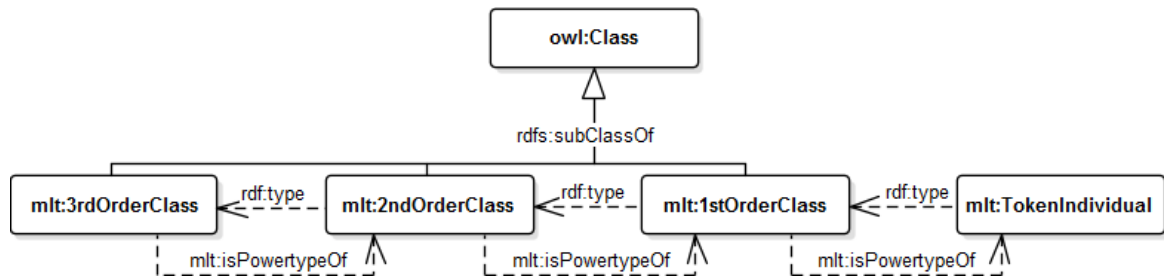 owl:Class
rdfs:subClassOf
mlt:3rdOrderClass
rdf:type
mlt:2ndOrderClass
rdf:type
mlt:1stOrderClass
rdf:type
mlt:TokenIndividual
mlt:isPowertypeOf
mlt:isPowertypeOf
mlt:isPowertypeOf